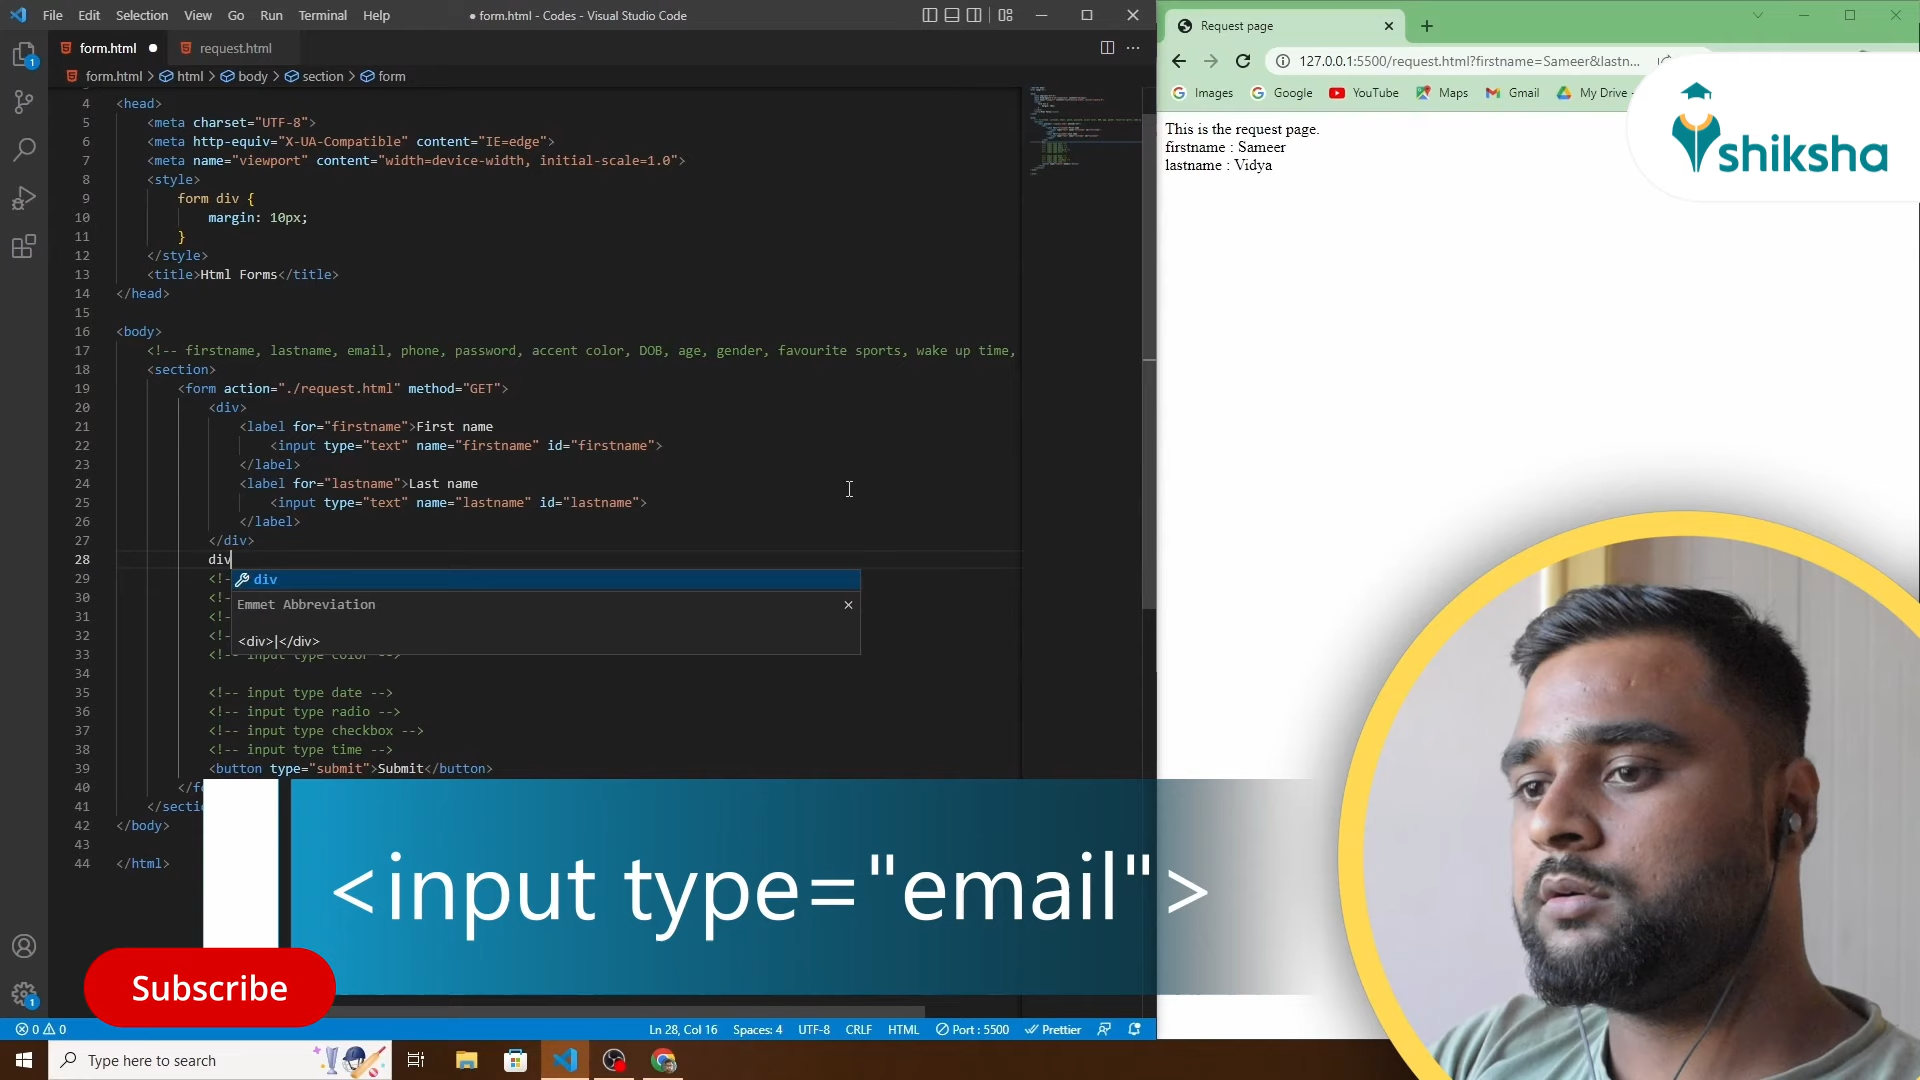 File Edit Selection View Go Run Terminal Help
● form.html - Codes - Visual Studio Code
form.html ● request.html
form.html > html > body > section > form
4 <head>
5 <meta charset="UTF-8">
6 <meta http-equiv="X-UA-Compatible" content="IE=edge">
7 <meta name="viewport" content="width=device-width, initial-scale=1.0">
8 <style>
9 form div {
10 margin: 10px;
11 }
12 </style>
13 <title>Html Forms</title>
14 </head>
15
16 <body>
17 <!-- firstname, lastname, email, phone, password, accent color, DOB, age, gender, favourite sports, wake up time,
18 <section>
19 <form action="./request.html" method="GET">
20 <div>
21 <label for="firstname">First name
22 <input type="text" name="firstname" id="firstname">
23 </label>
24 <label for="lastname">Last name
25 <input type="text" name="lastname" id="lastname">
26 </label>
27 </div>
28 div
29 <!-
div
30 <!-
Emmet Abbreviation
31 <!-
32 <!-
<div>|</div>
33
34
35 <!-- input type date -->
36 <!-- input type radio -->
37 <!-- input type checkbox -->
38 <!-- input type time -->
39 <button type="submit">Submit</button>
40 </fo
41 </sectio
42 </body>
43
44 </html>
<input type="email">
Subscribe
0 0 Ln 28, Col 16 Spaces: 4 UTF-8 CRLF HTML Port : 5500 Prettier
Type here to search
1
1
Request page
127.0.0.1:5500/request.html?firstname=Sameer&lastn...
Images Google YouTube Maps Gmail My Drive -
This is the request page.
firstname : Sameer
lastname : Vidya
shiksha